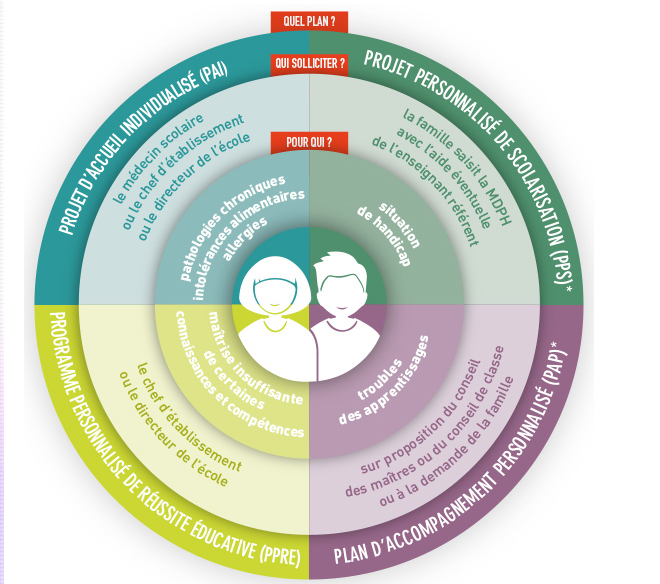 QUEL PLAN ?
QUI SOLLICITER ?
POUR QUI ?
PROJET D'ACCUEIL INDIVIDUALISÉ (PAI)
le médecin scolaire
ou le chef d'établissement
ou le directeur de l'école
pathologies chroniques
intolérances alimentaires
allergies
PROJET PERSONNALISÉ DE SCOLARISATION (PPS)*
la famille saisit la MDPH
avec l'aide éventuelle
de l'enseignant référent
situation
de handicap
PROGRAMME PERSONNALISÉ DE RÉUSSITE ÉDUCATIVE (PPRE)
le chef d'établissement
ou le directeur de l'école
maîtrise insuffisante
de certaines
connaissances et compétences
PLAN D'ACCOMPAGNEMENT PERSONNALISÉ (PAP)*
sur proposition du conseil
des maîtres ou du conseil de classe
ou à la demande de la famille
troubles
des apprentissages